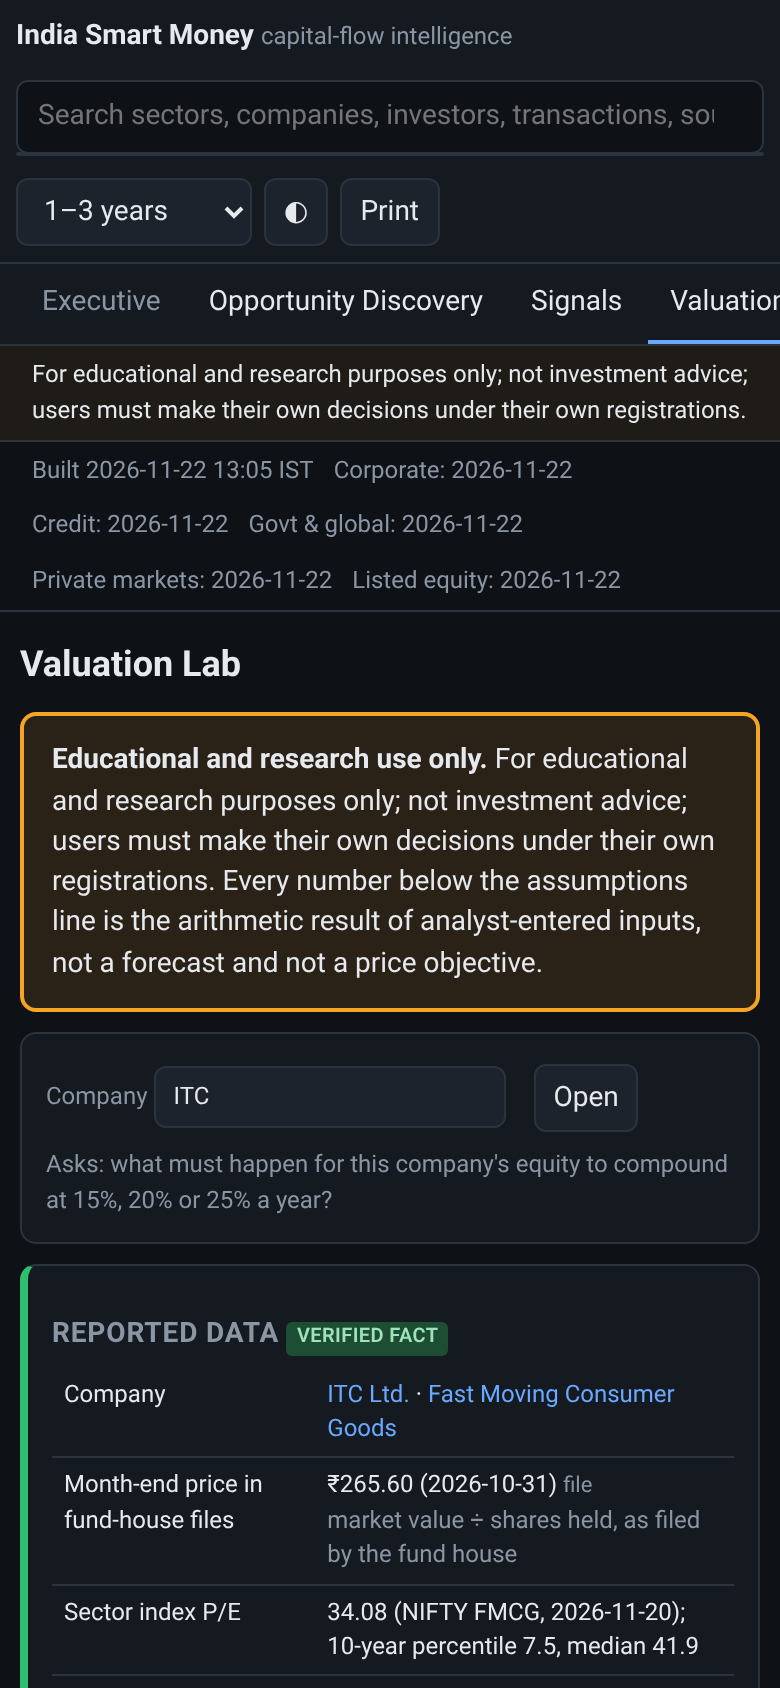 India Smart Money capital-flow intelligence
Search sectors, companies, investors, transactions,
1–3 years
Print
Executive Opportunity Discovery Signals Valuation
For educational and research purposes only; not investment advice;
users must make their own decisions under their own registrations.
Built 2026-11-22 13:05 IST Corporate: 2026-11-22
Credit: 2026-11-22 Govt & global: 2026-11-22
Private markets: 2026-11-22 Listed equity: 2026-11-22
Valuation Lab
Educational and research use only. For educational
and research purposes only; not investment advice;
users must make their own decisions under their own
registrations. Every number below the assumptions
line is the arithmetic result of analyst-entered inputs,
not a forecast and not a price objective.
Company ITC Open
Asks: what must happen for this company's equity to compound
at 15%, 20% or 25% a year?
REPORTED DATA VERIFIED FACT
Company ITC Ltd. · Fast Moving Consumer
Goods
Month-end price in ₹265.60 (2026-10-31) file
fund-house files market value ÷ shares held, as filed
by the fund house
Sector index P/E 34.08 (NIFTY FMCG, 2026-11-20);
10-year percentile 7.5, median 41.9